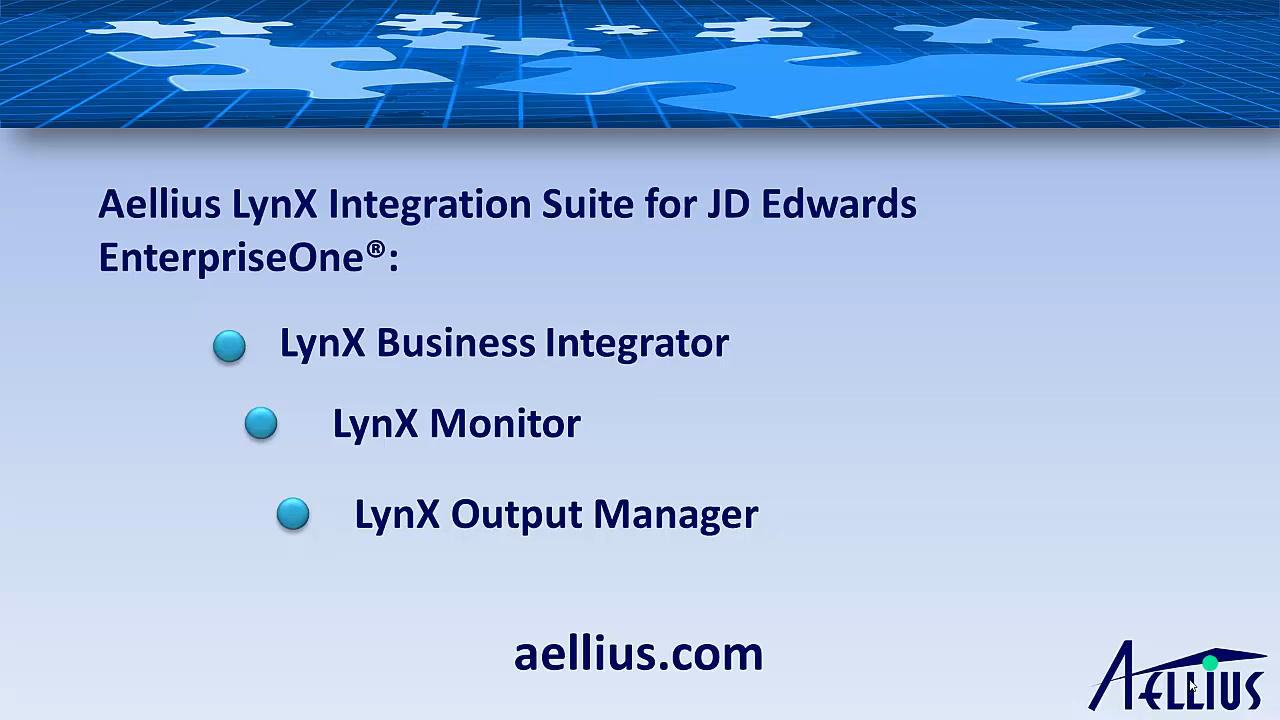 Aellius LynX Integration Suite for JD Edwards
EnterpriseOne®:
LynX Business Integrator
LynX Monitor
LynX Output Manager
aellius.com
AELLIUS